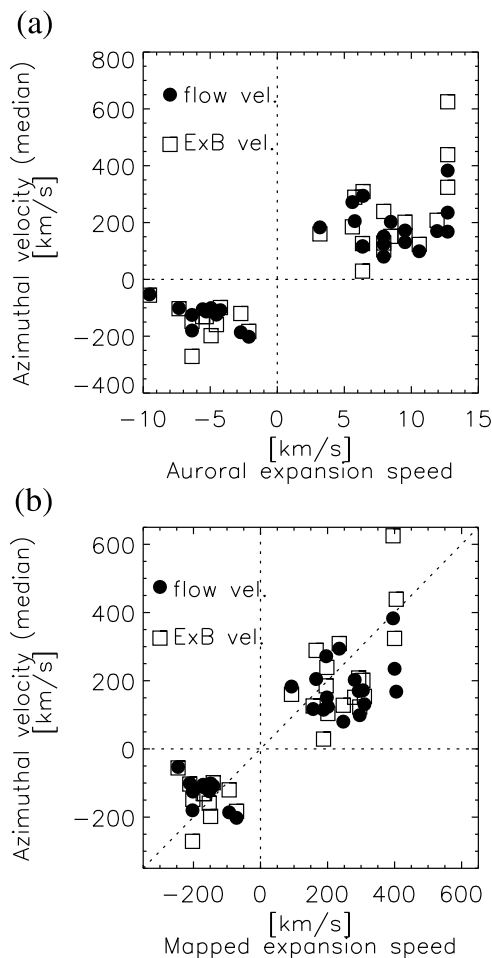 (a)
Azimuthal velocity (median)
[km/s]
800
600
400
200
0
−200
−400
flow vel.
ExB vel.
−10 −5 0 5 10 15
[km/s]
Auroral expansion speed
(b)
Azimuthal velocity (median)
[km/s]
600
400
200
0
−200
flow vel.
ExB vel.
−200 0 200 400 600
[km/s]
Mapped expansion speed